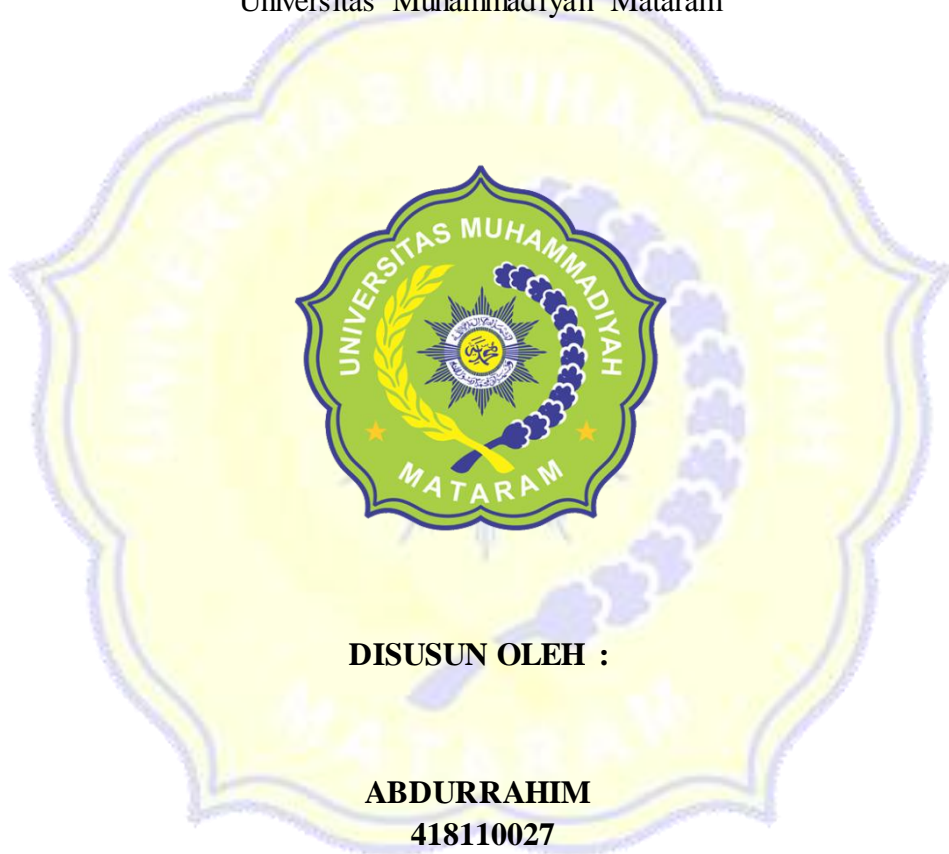 Universitas Muhammadiyah Mataram
UNIVERSITAS MUHAMMADIYAH
MATARAM
DISUSUN OLEH :
ABDURRAHIM
418110027